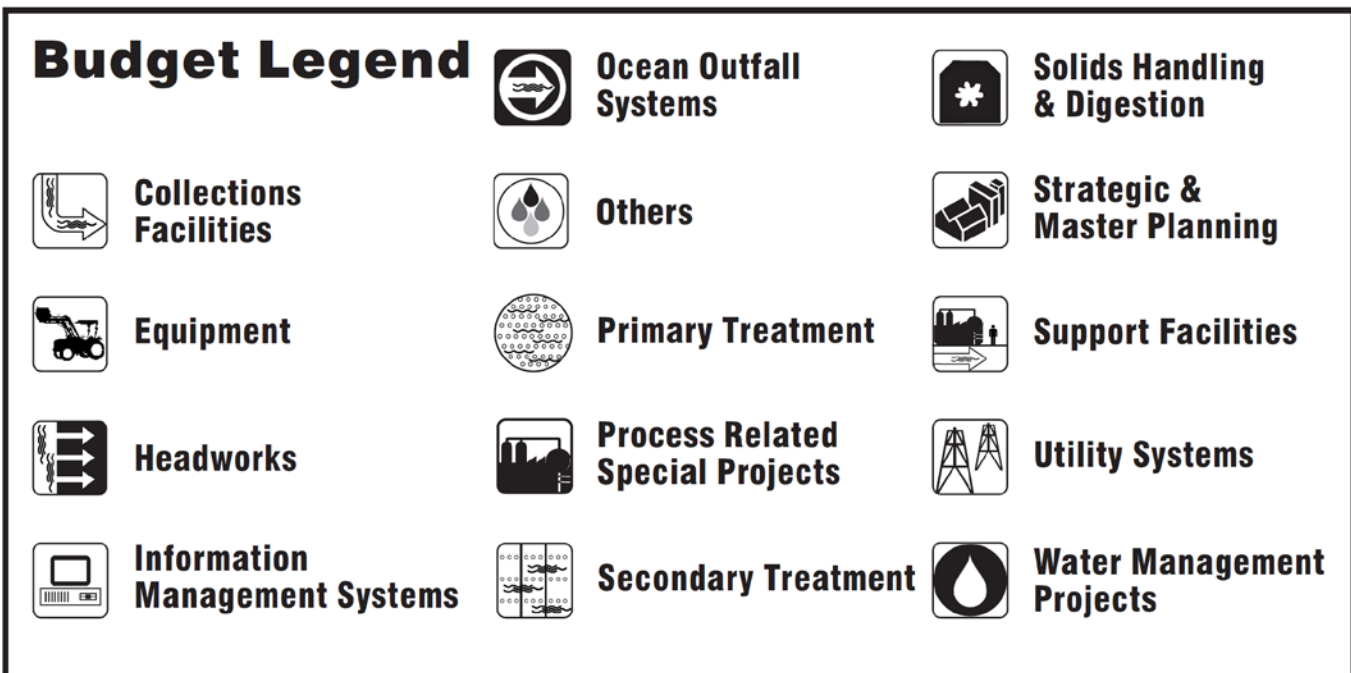 Budget Legend
Collections
Facilities
Equipment
Headworks
Information
Management Systems
Ocean Outfall
Systems
Others
Primary Treatment
Process Related
Special Projects
Secondary Treatment
Solids Handling
& Digestion
Strategic &
Master Planning
Support Facilities
Utility Systems
Water Management
Projects